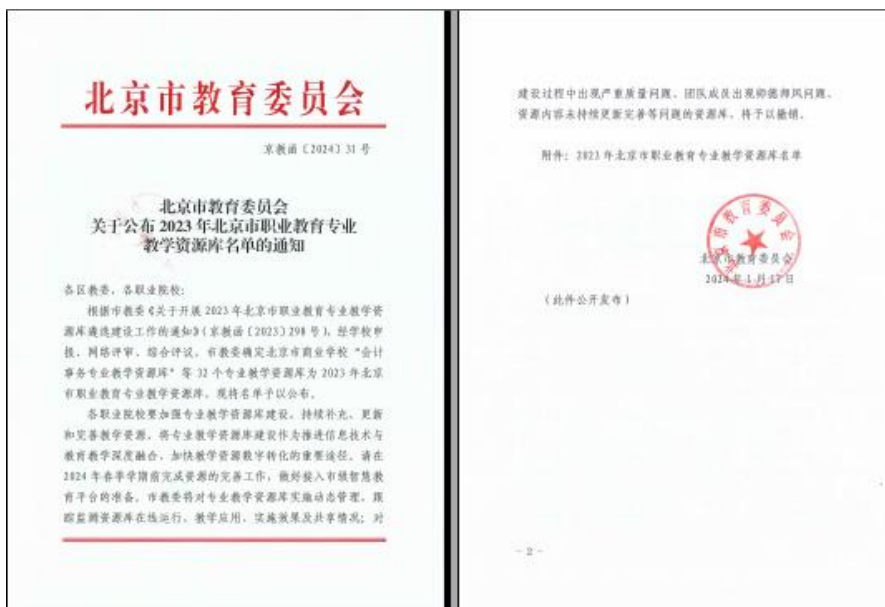 北京市教育委员会
京教函〔2024〕31号
北京市教育委员会
关于公布2023年北京市职业教育专业
教学资源库名单的通知
各区教委、各职业院校：
根据市教委《关于开展2023年北京市职业教育专业教学资
源库遴选建设工作的通知》（京教函〔2023〕298号），经学校申
报、网络评审、综合评议，市教委确定北京市商业学校“会计
事务专业教学资源库”等32个专业教学资源库为2023年北京
市职业教育专业教学资源库，现将名单予以公布。
各职业院校要加强专业教学资源库建设，持续补充、更新
和完善教学资源，将专业教学资源库建设作为推进信息技术与
教育教学深度融合、加快教学资源数字转化的重要途径。请在
2024年春季学期前完成资源的完善工作，做好接入市级智慧教
育平台的准备。市教委将对专业教学资源库实施动态管理，跟
踪监测资源库在线运行、教学应用、实施效果及共享情况；对
建设过程中出现严重质量问题、团队成员出现师德师风问题、
资源内容未持续更新完善等问题的资源库，将予以撤销。
附件：2023年北京市职业教育专业教学资源库名单
北京市教育委员会
北京市教育委员会
2024年1月17日
（此件公开发布）
- 2 -